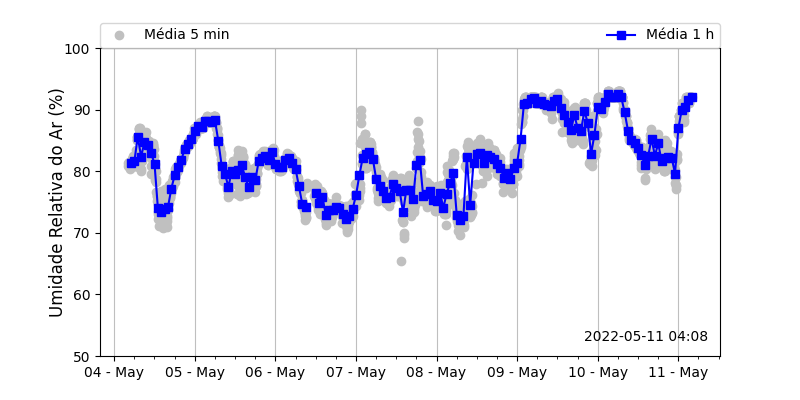 Média 5 min
Média 1 h
Umidade Relativa do Ar (%)
100
90
80
70
60
50
2022-05-11 04:08
04 - May
05 - May
06 - May
07 - May
08 - May
09 - May
10 - May
11 - May